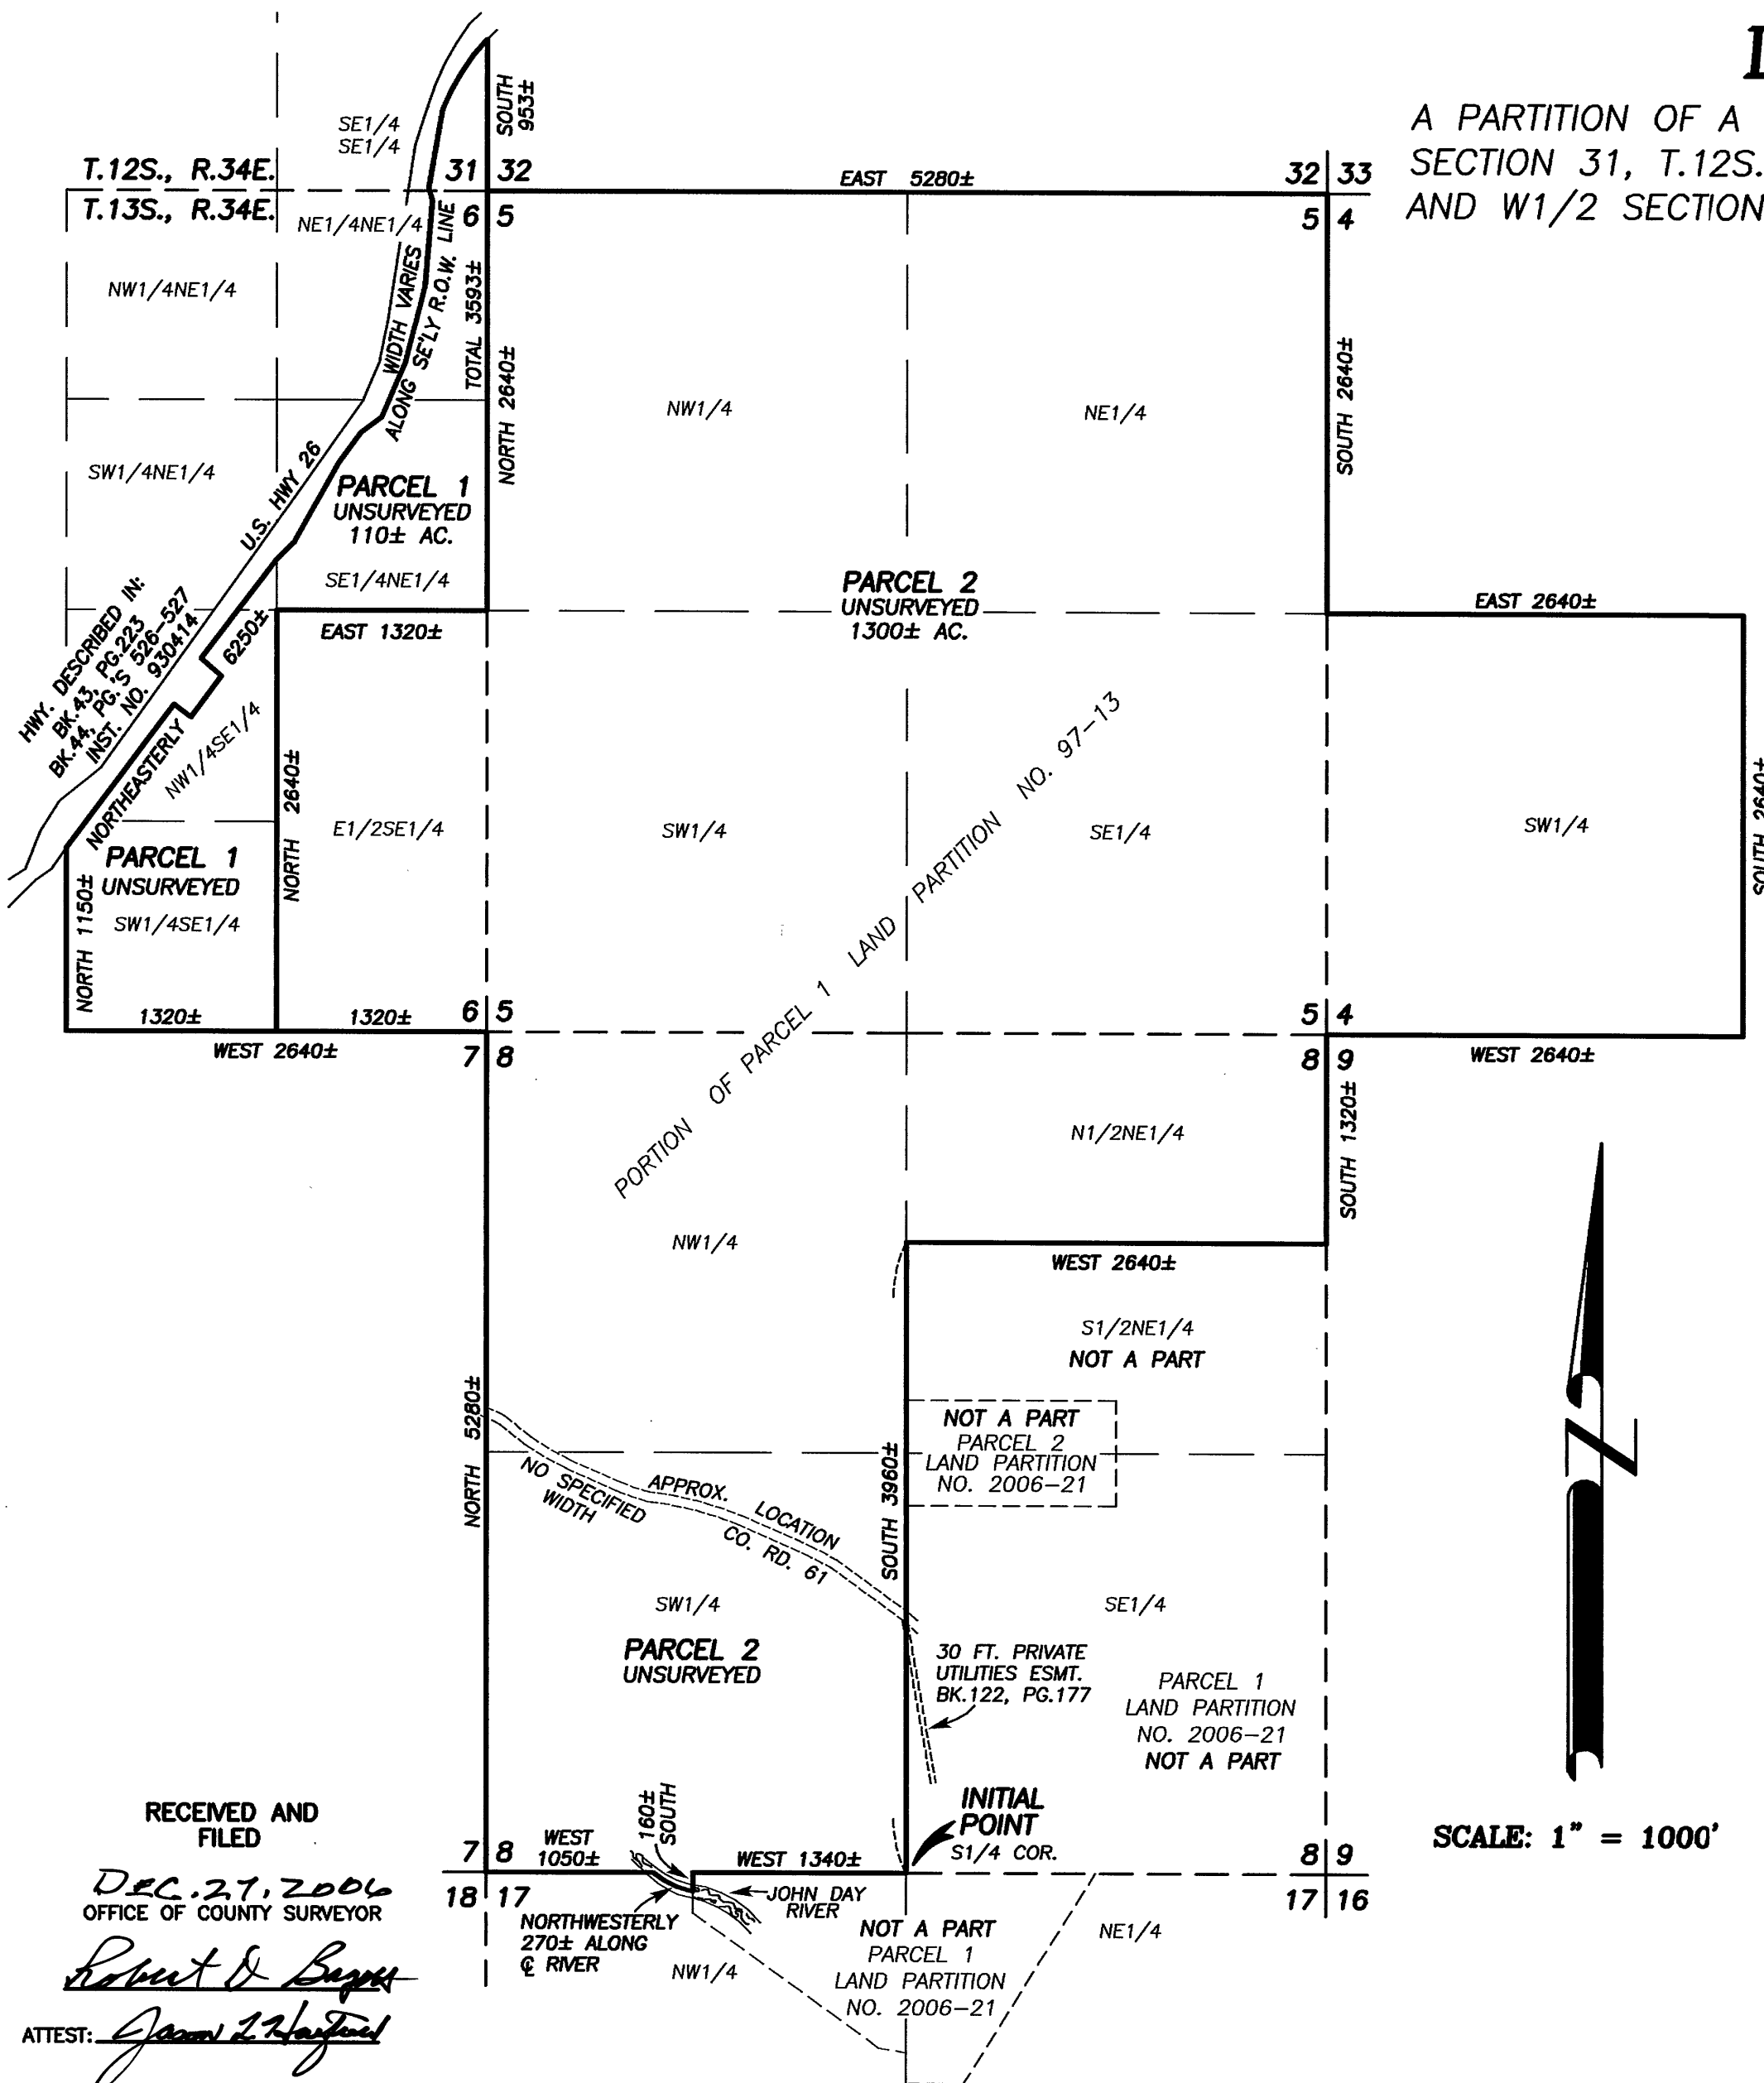 A PARTITION OF A
SECTION 31, T.12S.
AND W1/2 SECTION
SE1/4
SE1/4
SOUTH
953±
T.12S., R.34E.
31 32
EAST 5280±
32 33
T.13S., R.34E.
NE1/4NE1/4
6 5
5 4
NW1/4NE1/4
WIDTH VARIES
ALONG SE'LY R.O.W. LINE
TOTAL 3593±
NORTH 2640±
SOUTH 2640±
NW1/4
NE1/4
SW1/4NE1/4
U.S. HWY 26
PARCEL 1
UNSURVEYED
110± AC.
SE1/4NE1/4
PARCEL 2
UNSURVEYED
1300± AC.
EAST 2640±
EAST 1320±
HWY. DESCRIBED IN:
BK.43, PG.223
BK.44, PG.'S 526-527
INST. NO. 930414
6250±
NORTHEASTERLY
NW1/4SE1/4
NORTH 2640±
E1/2SE1/4
SW1/4
SE1/4
SW1/4
SOUTH 2640±
PORTION OF PARCEL 1 LAND PARTITION NO. 97-13
PARCEL 1
UNSURVEYED
SW1/4SE1/4
NORTH 1150±
1320±
1320±
6 5
5 4
WEST 2640±
7 8
8 9
WEST 2640±
SOUTH 1320±
N1/2NE1/4
NW1/4
WEST 2640±
S1/2NE1/4
NOT A PART
NORTH 5280±
NOT A PART
PARCEL 2
LAND PARTITION
NO. 2006-21
SOUTH 3960±
NO SPECIFIED
WIDTH
APPROX. LOCATION
CO. RD. 61
SW1/4
SE1/4
PARCEL 2
UNSURVEYED
30 FT. PRIVATE
UTILITIES ESMT.
BK.122, PG.177
PARCEL 1
LAND PARTITION
NO. 2006-21
NOT A PART
RECEIVED AND
FILED
160±
SOUTH
INITIAL
POINT
S1/4 COR.
SCALE: 1" = 1000'
7 8
WEST
1050±
WEST 1340±
8 9
DEC. 27, 2006
OFFICE OF COUNTY SURVEYOR
18 17
JOHN DAY
RIVER
17 16
NORTHWESTERLY
270± ALONG
℄ RIVER
NW1/4
NOT A PART
PARCEL 1
LAND PARTITION
NO. 2006-21
NE1/4
Robert D
ATTEST: Jason L